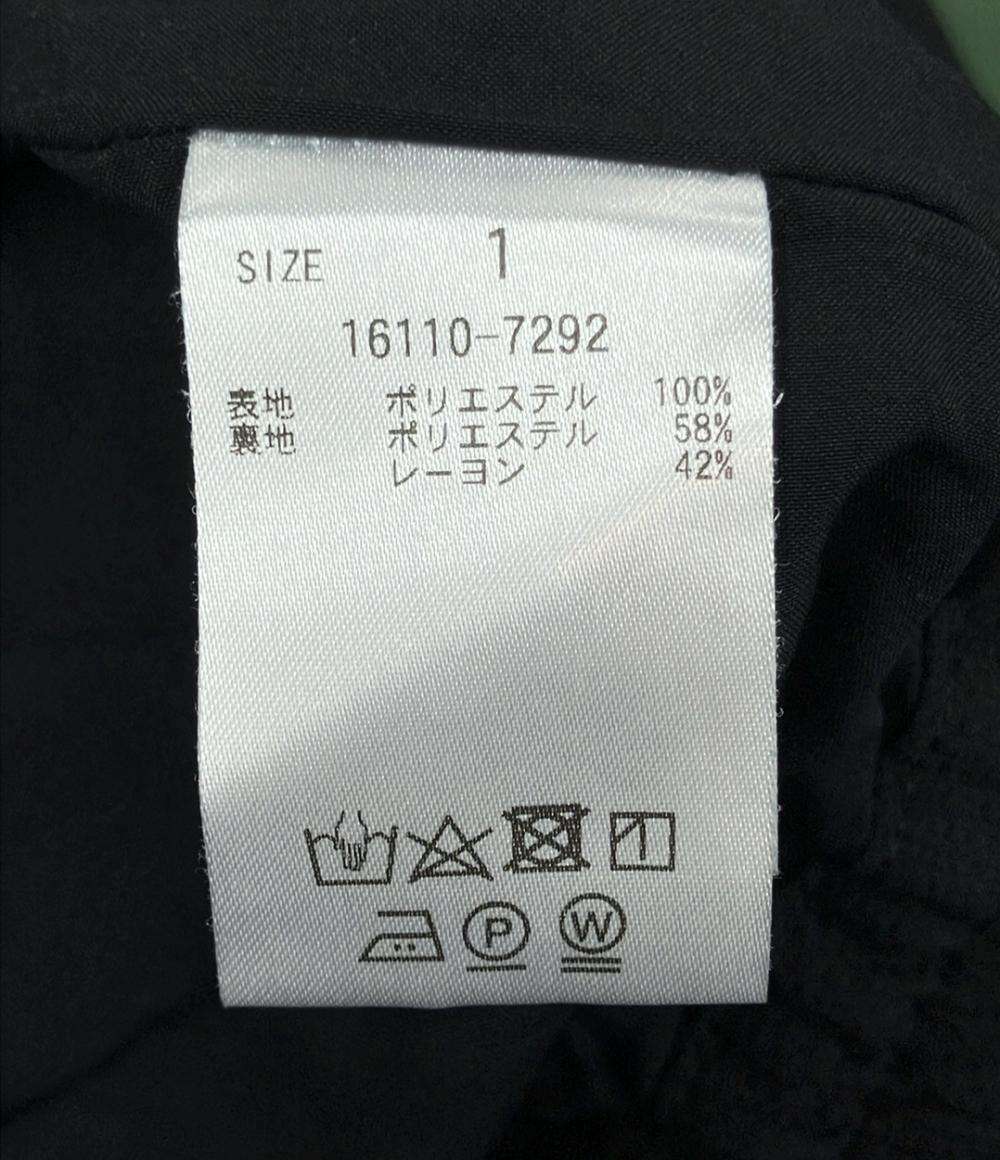 SIZE 1
16110-7292
表地 ポリエステル 100%
裏地 ポリエステル 58%
レーヨン 42%
P W